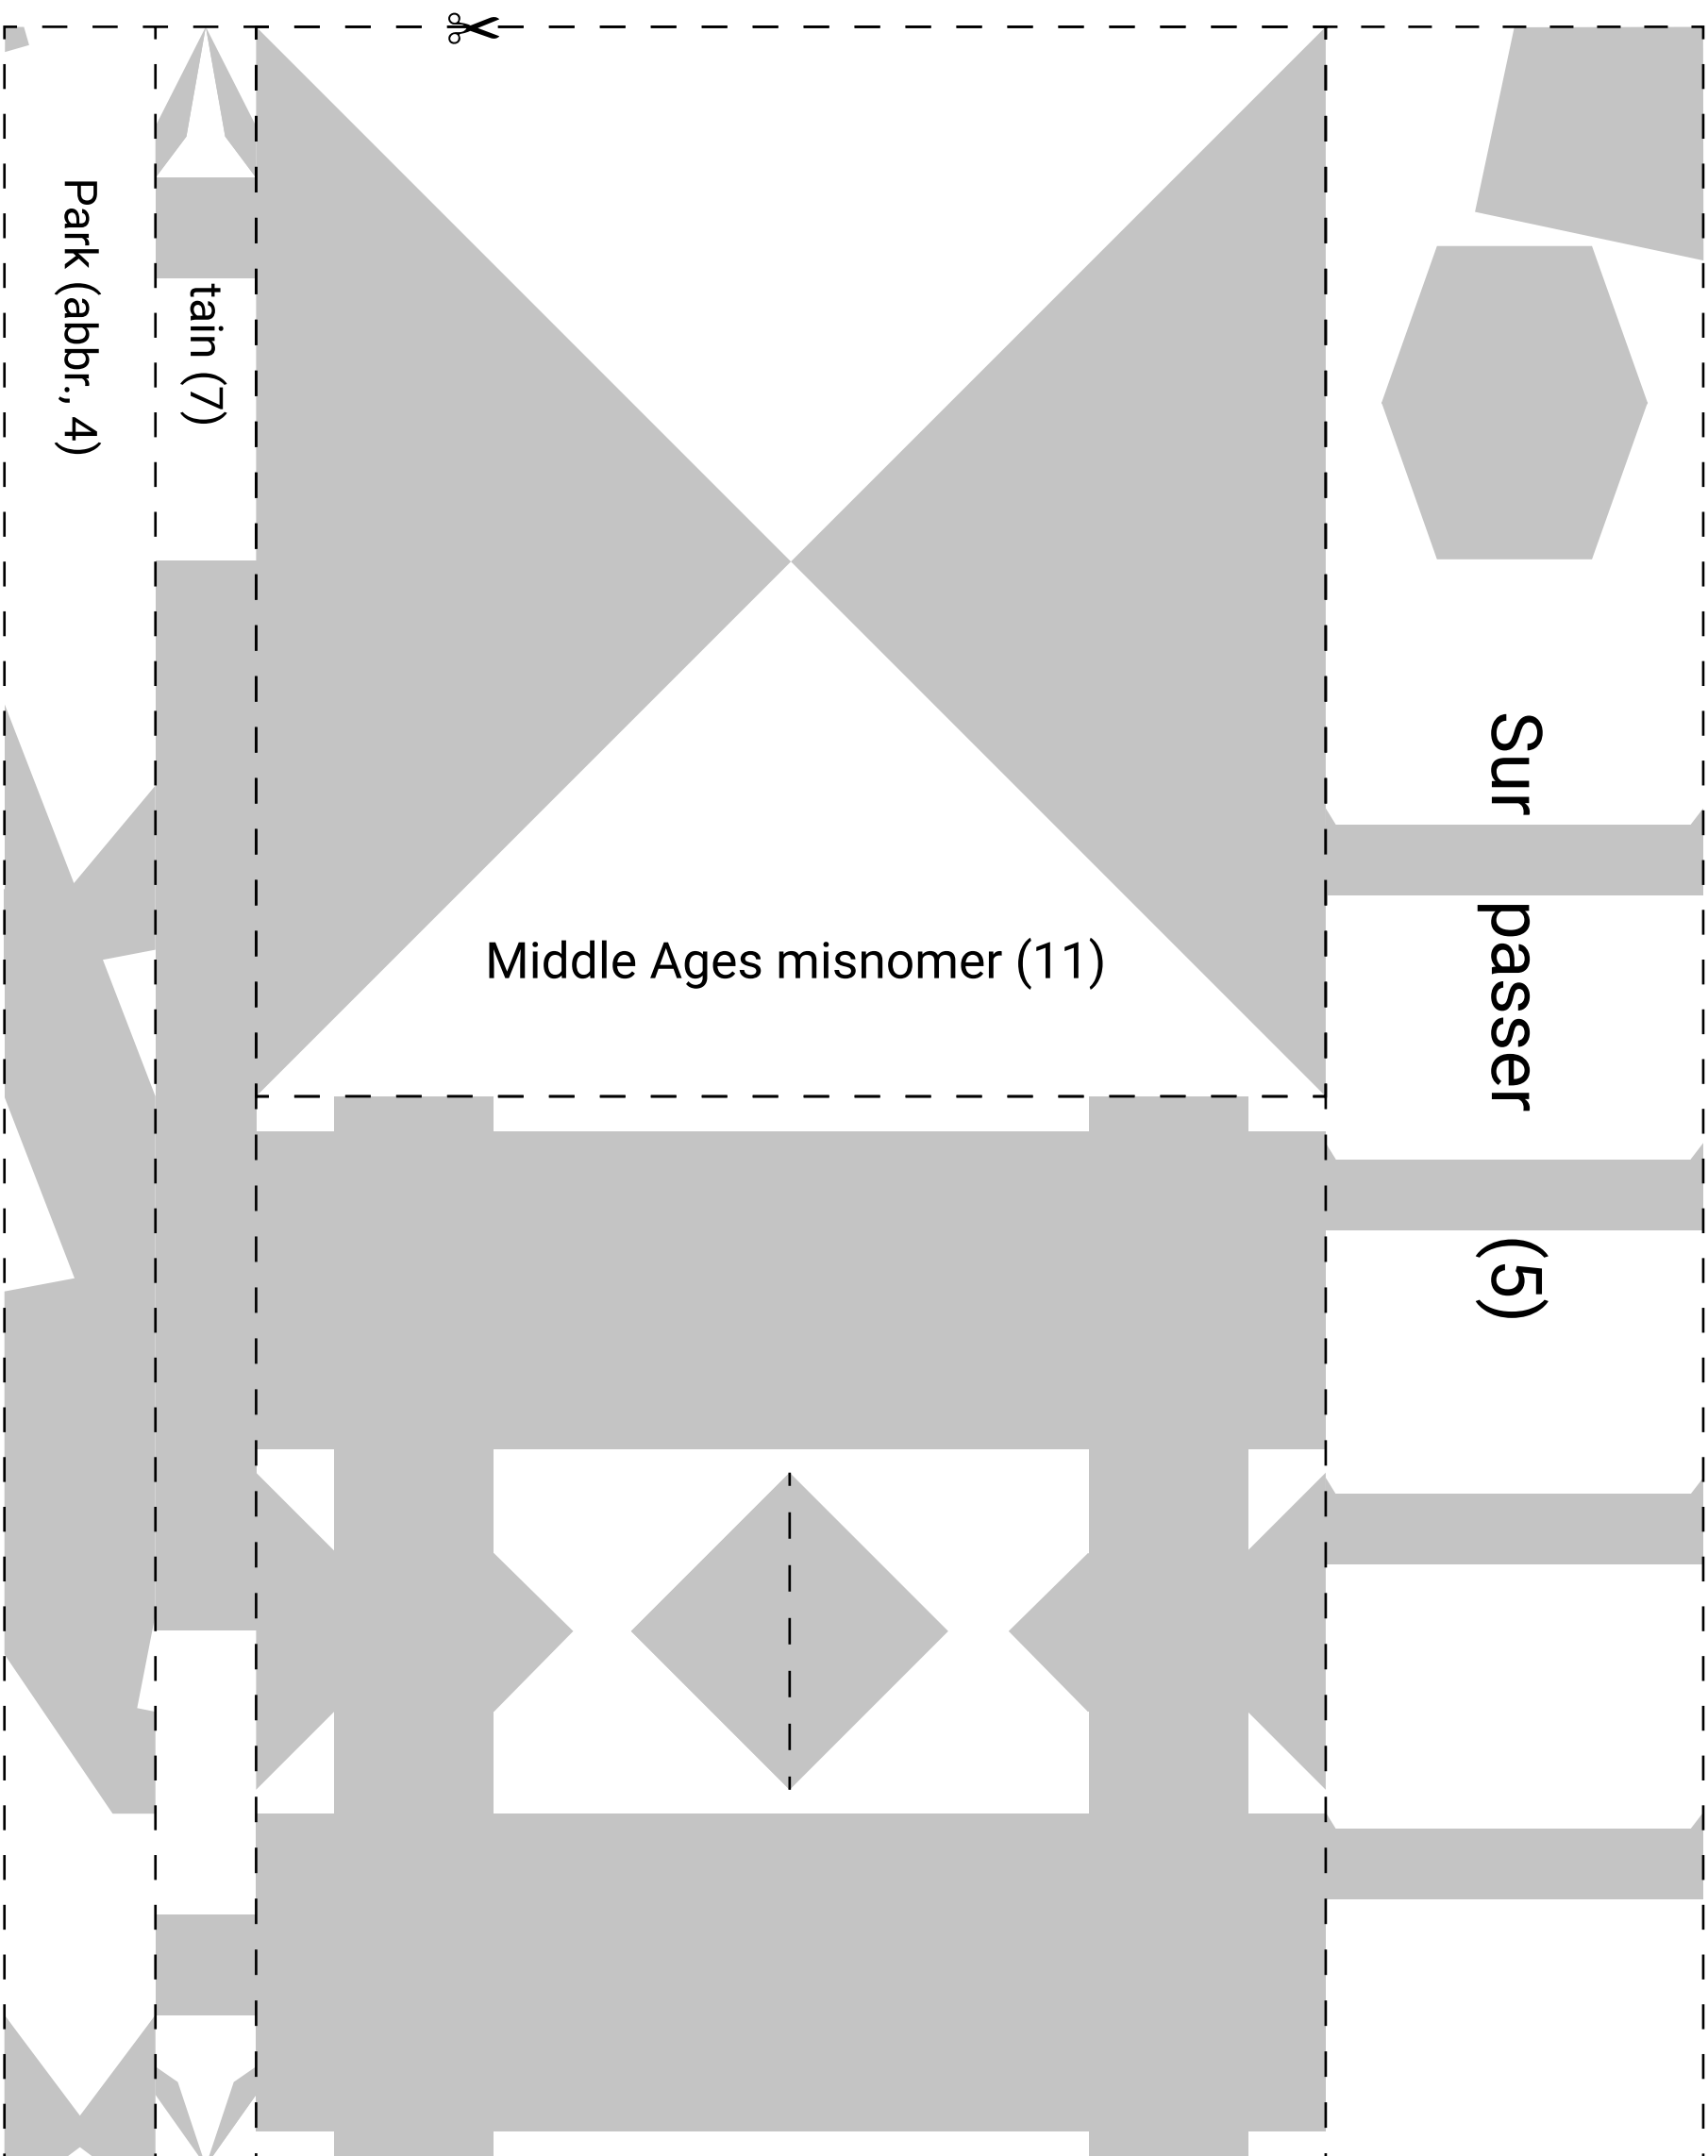 Park (abbr., 4)
tain (7)
Middle Ages misnomer (11)
Sur passer (5)